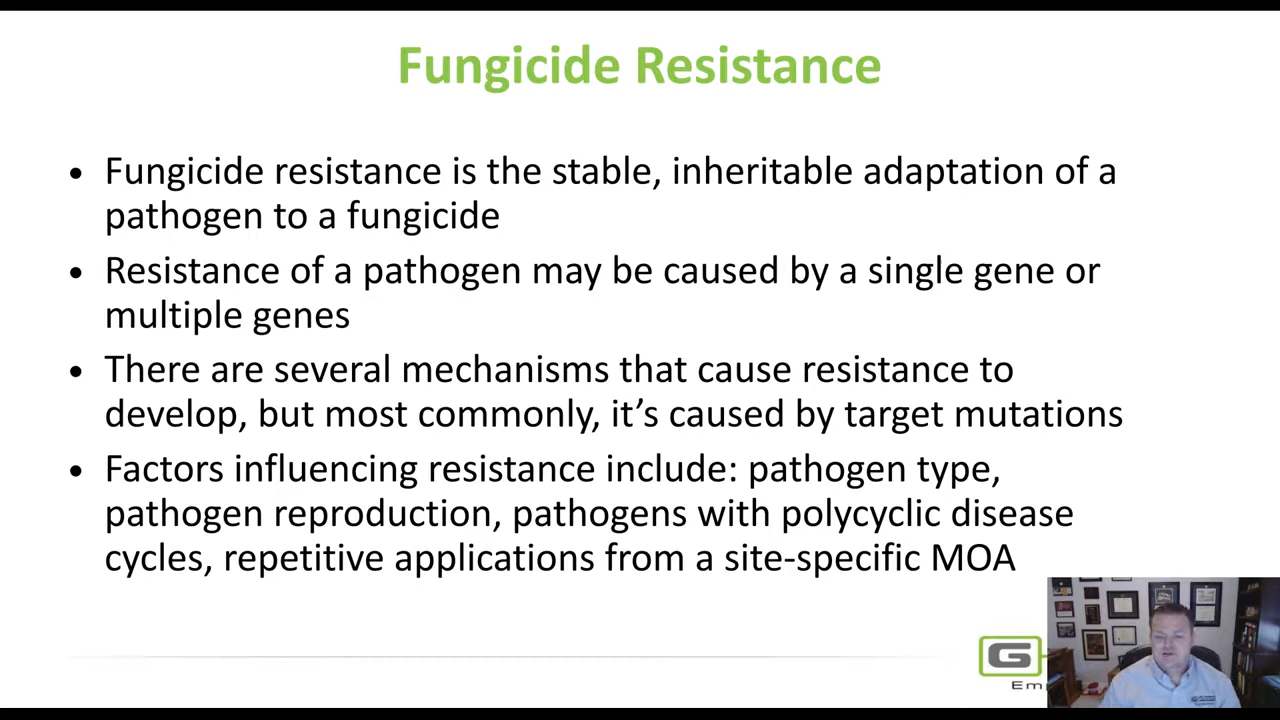 Fungicide Resistance
• Fungicide resistance is the stable, inheritable adaptation of a
pathogen to a fungicide
• Resistance of a pathogen may be caused by a single gene or
multiple genes
• There are several mechanisms that cause resistance to
develop, but most commonly, it’s caused by target mutations
• Factors influencing resistance include: pathogen type,
pathogen reproduction, pathogens with polycyclic disease
cycles, repetitive applications from a site-specific MOA
G
Em